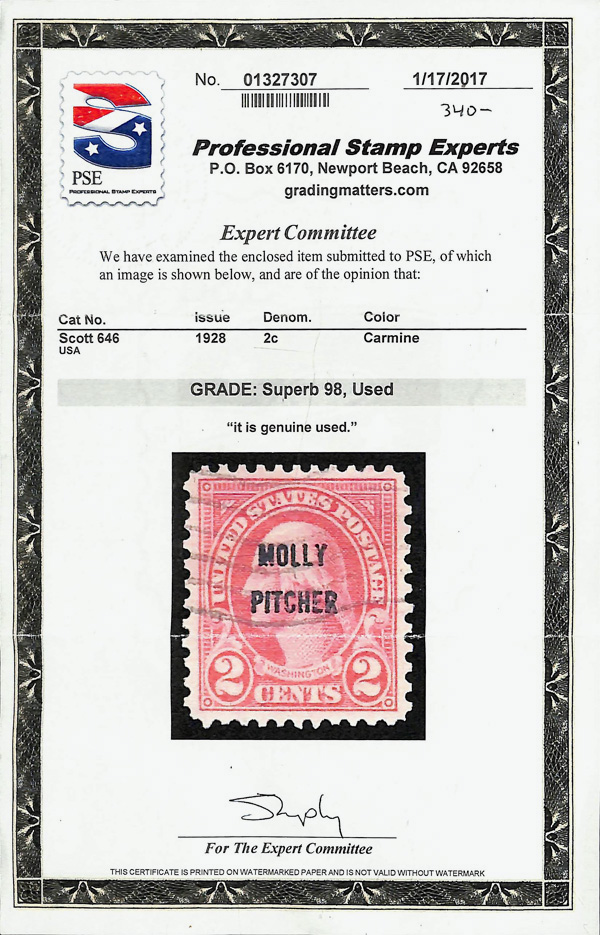 No. 01327307 1/17/2017
340-
PSE
PROFESSIONAL STAMP EXPERTS
Professional Stamp Experts
P.O. Box 6170, Newport Beach, CA 92658
gradingmatters.com
Expert Committee
We have examined the enclosed item submitted to PSE, of which
an image is shown below, and are of the opinion that:
Cat No. issue Denom. Color
Scott 646 1928 2c Carmine
USA
GRADE: Superb 98, Used
“it is genuine used.”
UNITED STATES POSTAGE
MOLLY
PITCHER
WASHINGTON
2 CENTS 2
For The Expert Committee
THIS CERTIFICATE IS PRINTED ON WATERMARKED PAPER AND IS NOT VALID WITHOUT WATERMARK